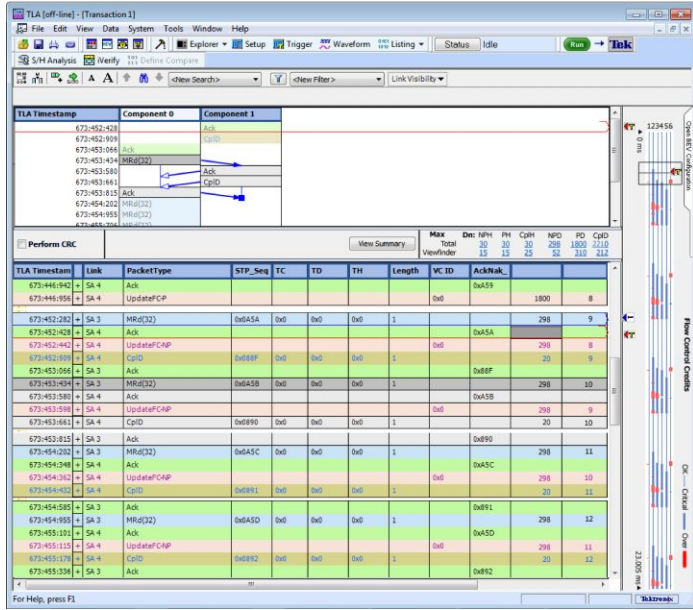 TLA [off-line] - [Transaction 1]
File Edit View Data System Tools Window Help
Explorer Setup Trigger Waveform Listing Status Idle Run Tek
S/H Analysis iVerify Define Compare
A A <New Search> <New Filter> Link Visibility
TLA Timestamp Component 0 Component 1
673:452:428 Ack
673:452:909 CplD
673:453:066 Ack
673:453:434 MRd(32)
673:453:580 Ack
673:453:661 CplD
673:453:815 Ack
673:454:202 MRd(32)
673:454:955 MRd(32)
Perform CRC View Summary
Max Dn: NPH PH CplH NPD PD CplD
Total 30 30 30 298 1800 2210
Viewfinder 15 15 25 52 310 212
TLA Timestam Link PacketType STP_Seq TC TD TH Length VC ID AckNak_
673:446:942 + SA 4 Ack 0xA59
673:446:956 + SA 4 UpdateFC-P 0x0 1800 8
673:452:282 + SA 3 MRd(32) 0x0A5A 0x0 0x0 0x0 1 298 9
673:452:428 + SA 4 Ack 0xA5A
673:452:442 + SA 4 UpdateFC-NP 0x0 298 8
673:452:909 + SA 4 CplD 0x088F 0x0 0x0 0x0 1 20 9
673:453:066 + SA 3 Ack 0x88F
673:453:434 + SA 3 MRd(32) 0x0A5B 0x0 0x0 0x0 1 298 10
673:453:580 + SA 4 Ack 0xA5B
673:453:598 + SA 4 UpdateFC-NP 0x0 298 9
673:453:661 + SA 4 CplD 0x0890 0x0 0x0 0x0 1 20 10
673:453:815 + SA 3 Ack 0x890
673:454:202 + SA 3 MRd(32) 0x0A5C 0x0 0x0 0x0 1 298 11
673:454:348 + SA 4 Ack 0xA5C
673:454:362 + SA 4 UpdateFC-NP 0x0 298 10
673:454:432 + SA 4 CplD 0x0891 0x0 0x0 0x0 1 20 11
673:454:585 + SA 3 Ack 0x891
673:454:955 + SA 3 MRd(32) 0x0A5D 0x0 0x0 0x0 1 298 12
673:455:101 + SA 4 Ack 0xA5D
673:455:115 + SA 4 UpdateFC-NP 0x0 298 11
673:455:178 + SA 4 CplD 0x0892 0x0 0x0 0x0 1 20 12
673:455:336 + SA 3 Ack 0x892
123456
0 ms
23.005 ms
Open BEV Configuration
Flow Control Credits
OK Critical Over
For Help, press F1
Tektronix